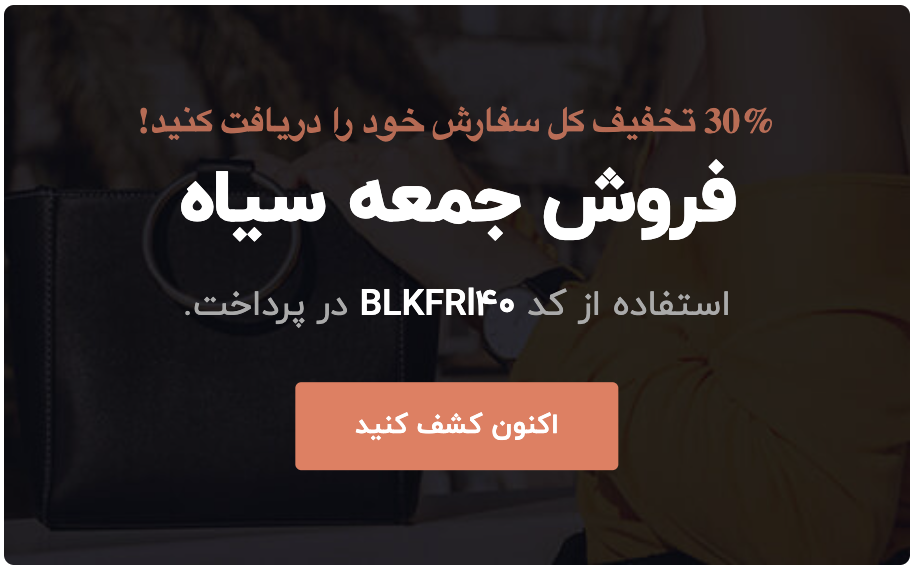 30% تخفیف کل سفارش خود را دریافت کنید!
فروش جمعه سیاه
استفاده از کد BLKFRI۴۰ در پرداخت.
اکنون کشف کنید